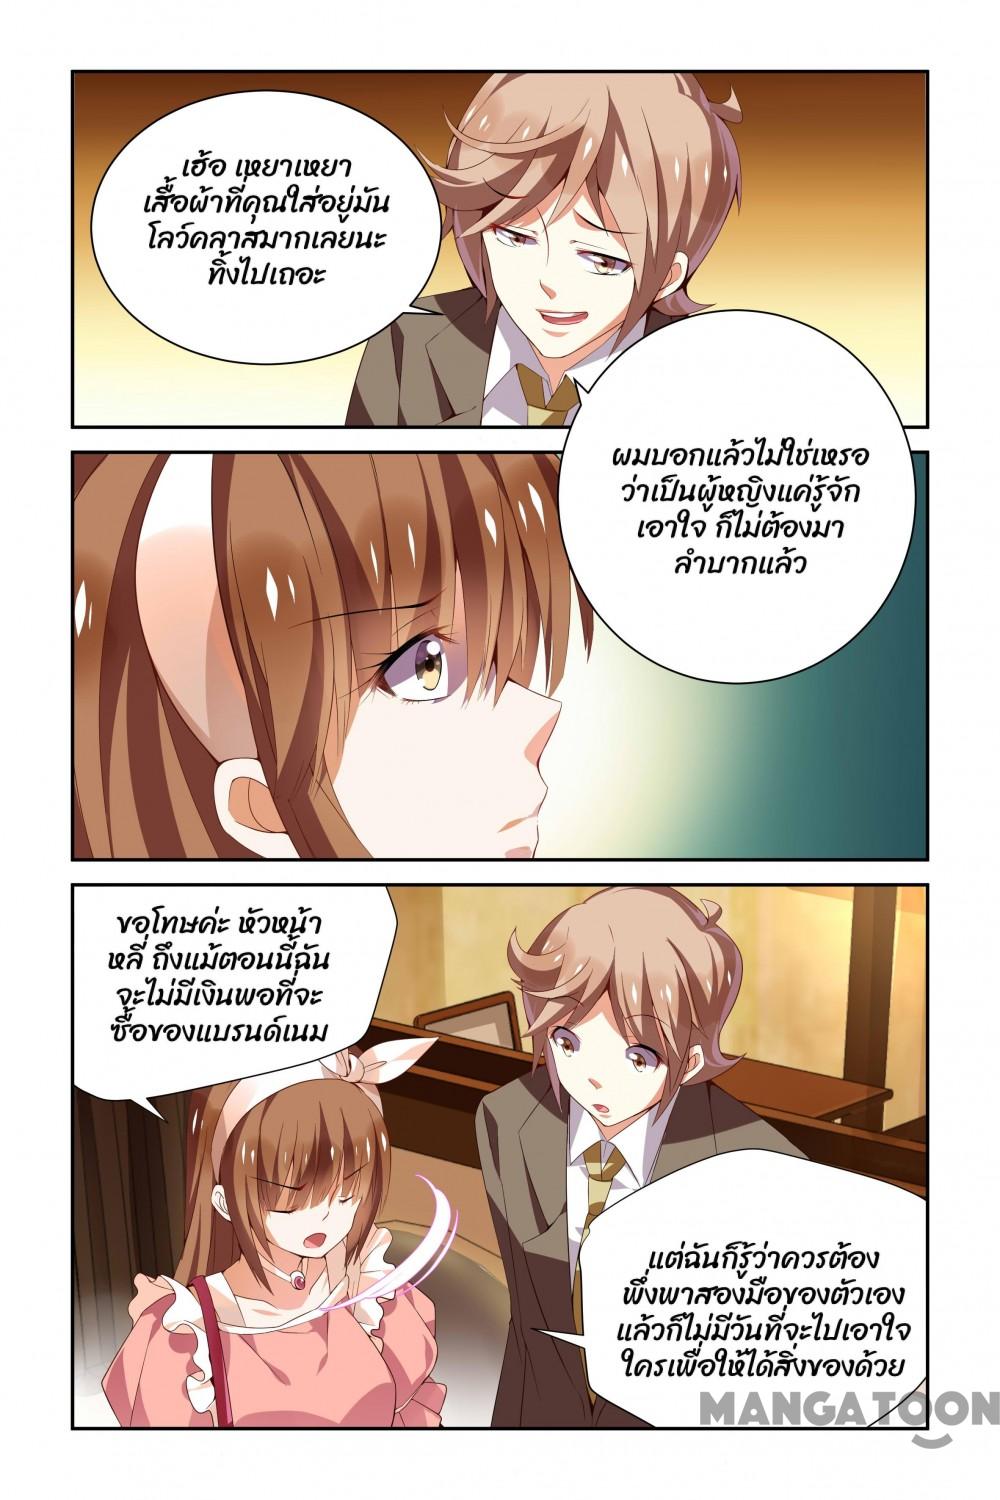 เฮ้อ เหยาเหยา
เสื้อผ้าที่คุณใส่อยู่มัน
โลว์คลาสมากเลยนะ
ทิ้งไปเถอะ
ผมบอกแล้วไม่ใช่เหรอ
ว่าเป็นผู้หญิงแค่รู้จัก
เอาใจ ก็ไม่ต้องมา
ลำบากแล้ว
ขอโทษค่ะ หัวหน้า
หลี่ ถึงแม้ตอนนี้ฉัน
จะไม่มีเงินพอที่จะ
ซื้อของแบรนด์เนม
แต่ฉันก็รู้ว่าควรต้อง
พึ่งพาสองมือของตัวเอง
แล้วก็ไม่มีวันที่จะไปเอาใจ
ใครเพื่อให้ได้สิ่งของด้วย
MANGATOON